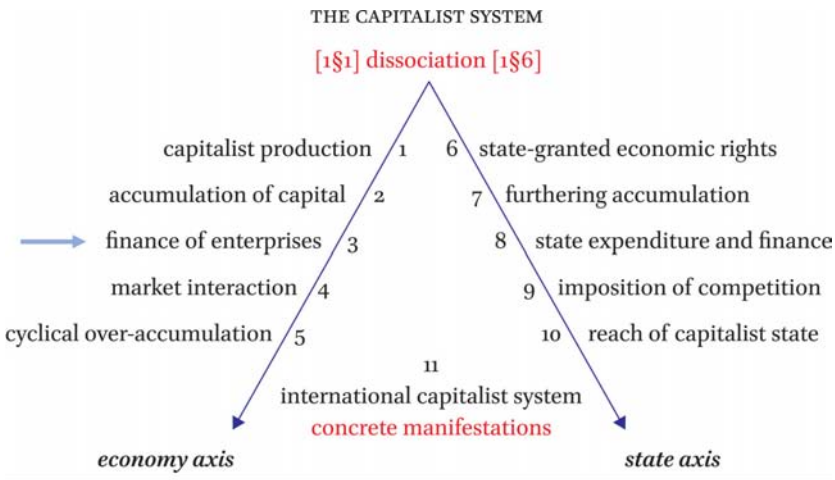 THE CAPITALIST SYSTEM
[1§1] dissociation [1§6]
capitalist production 1 6 state-granted economic rights
accumulation of capital 2 7 furthering accumulation
finance of enterprises 3 8 state expenditure and finance
market interaction 4 9 imposition of competition
cyclical over-accumulation 5 10 reach of capitalist state
11
international capitalist system
concrete manifestations
economy axis state axis